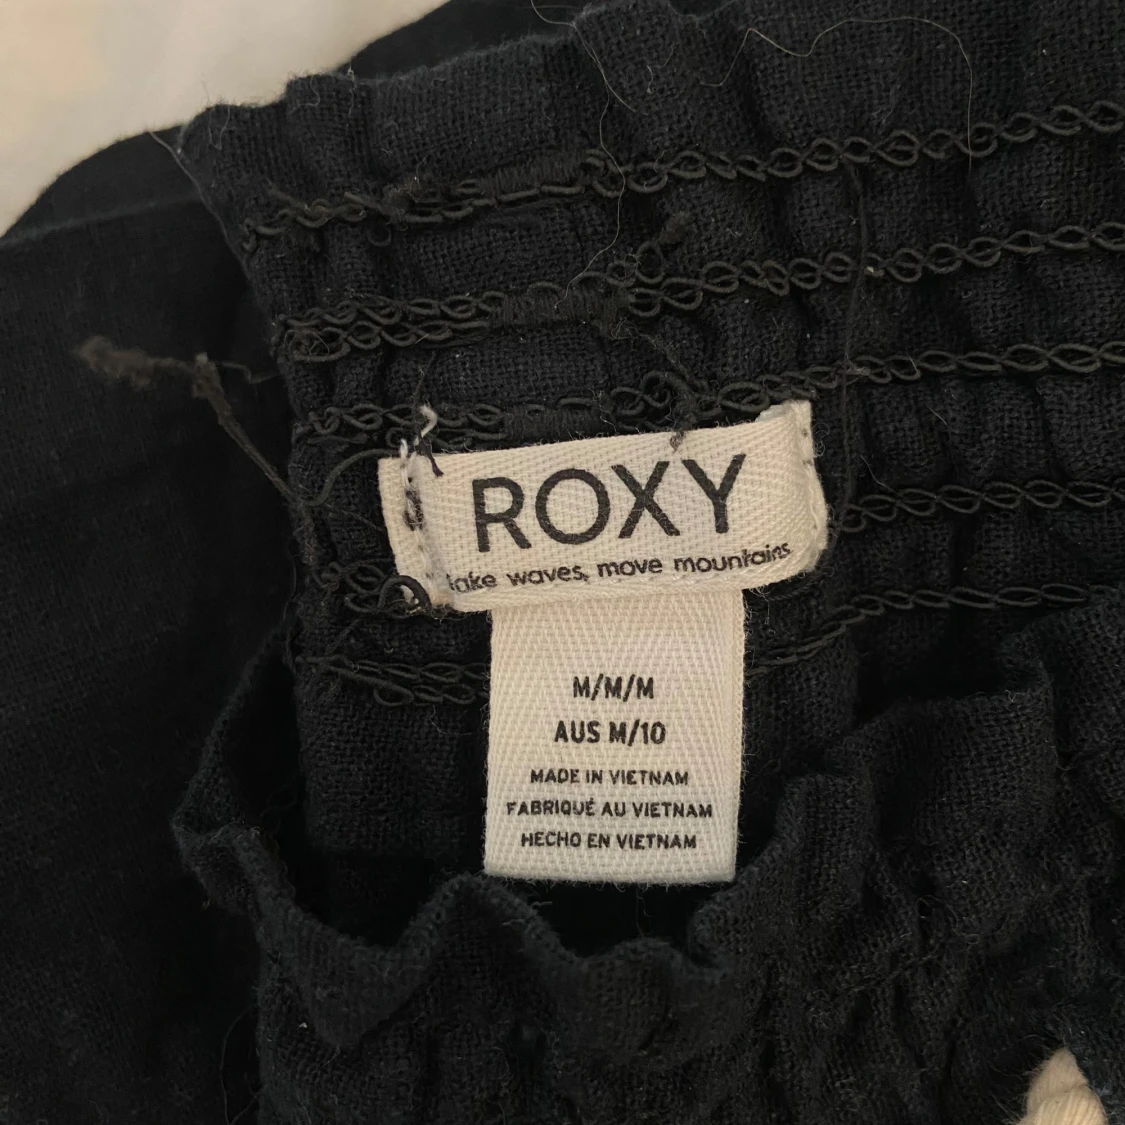 ROXY
make waves, move mountains
M/M/M
AUS M/10
MADE IN VIETNAM
FABRIQUÉ AU VIETNAM
HECHO EN VIETNAM